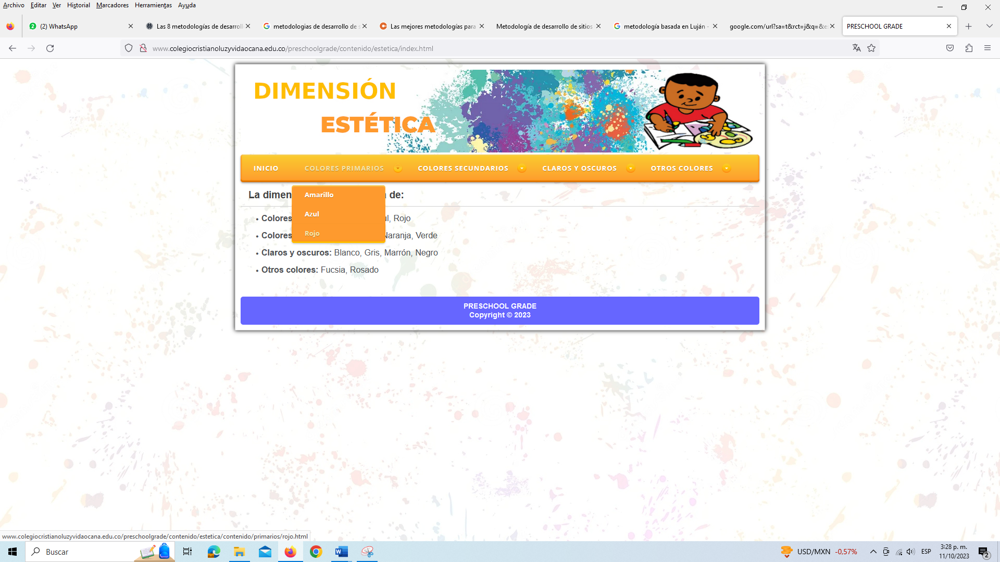 Archivo Editar Ver Historial Marcadores Herramientas Ayuda
(2) WhatsApp
Las 8 metodologías de desarroll
metodologias de desarrollo de s
Las mejores metodologías para
Metodología de desarrollo de sitios
metodología basada en Luján -
google.com/url?sa=t&rct=j&q=&es
PRESCHOOL GRADE
www.colegiocristianoluzyvidaocana.edu.co/preschoolgrade/contenido/estetica/index.html
DIMENSIÓN
ESTÉTICA
INICIO COLORES PRIMARIOS COLORES SECUNDARIOS CLAROS Y OSCUROS OTROS COLORES
La dimen de:
Amarillo
Azul
Rojo
Colores ul, Rojo
Colores Naranja, Verde
Claros y oscuros: Blanco, Gris, Marrón, Negro
Otros colores: Fucsia, Rosado
PRESCHOOL GRADE
Copyright © 2023
www.colegiocristianoluzyvidaocana.edu.co/preschoolgrade/contenido/estetica/contenido/primarios/rojo.html
Buscar
USD/MXN -0,57%
ESP
3:28 p. m.
11/10/2023
2